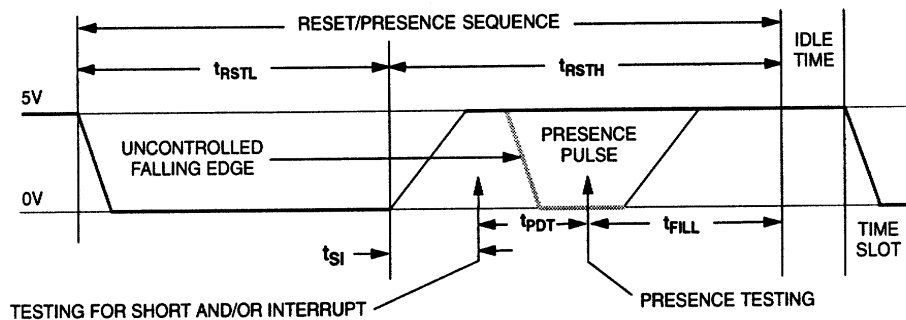 RESET/PRESENCE SEQUENCE
IDLE
TIME
tRSTL
tRSTH
5V
UNCONTROLLED
FALLING EDGE
PRESENCE
PULSE
0V
tPDT
tFILL
TIME
SLOT
tSI
TESTING FOR SHORT AND/OR INTERRUPT
PRESENCE TESTING